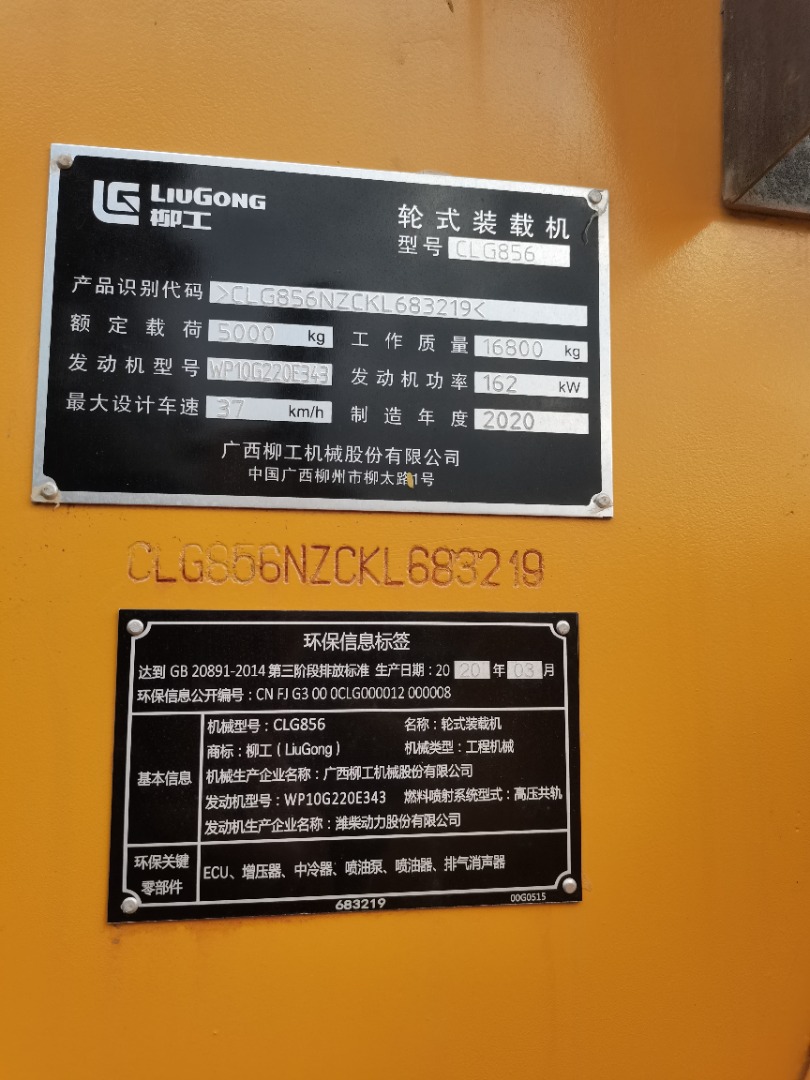 LIUGONG
柳工
轮式装载机
型号 CLG856
产品识别代码 >CLG856NZCKL683219<
额定载荷 5000 kg 工作质量 16800 kg
发动机型号 WP10G220E343 发动机功率 162 kW
最大设计车速 37 km/h 制造年度 2020
广西柳工机械股份有限公司
中国广西柳州市柳太路1号
CLG856NZCKL683219
环保信息标签
达到 GB 20891-2014 第三阶段排放标准 生产日期：20 20 年 03 月
环保信息公开编号：CN FJ G3 00 0CLG000012 000008
基本信息
机械型号：CLG856 名称：轮式装载机
商标：柳工（LiuGong） 机械类型：工程机械
机械生产企业名称：广西柳工机械股份有限公司
发动机型号：WP10G220E343 燃料喷射系统型式：高压共轨
发动机生产企业名称：潍柴动力股份有限公司
环保关键
零部件
ECU、增压器、中冷器、喷油泵、喷油器、排气消声器
683219
00G0515